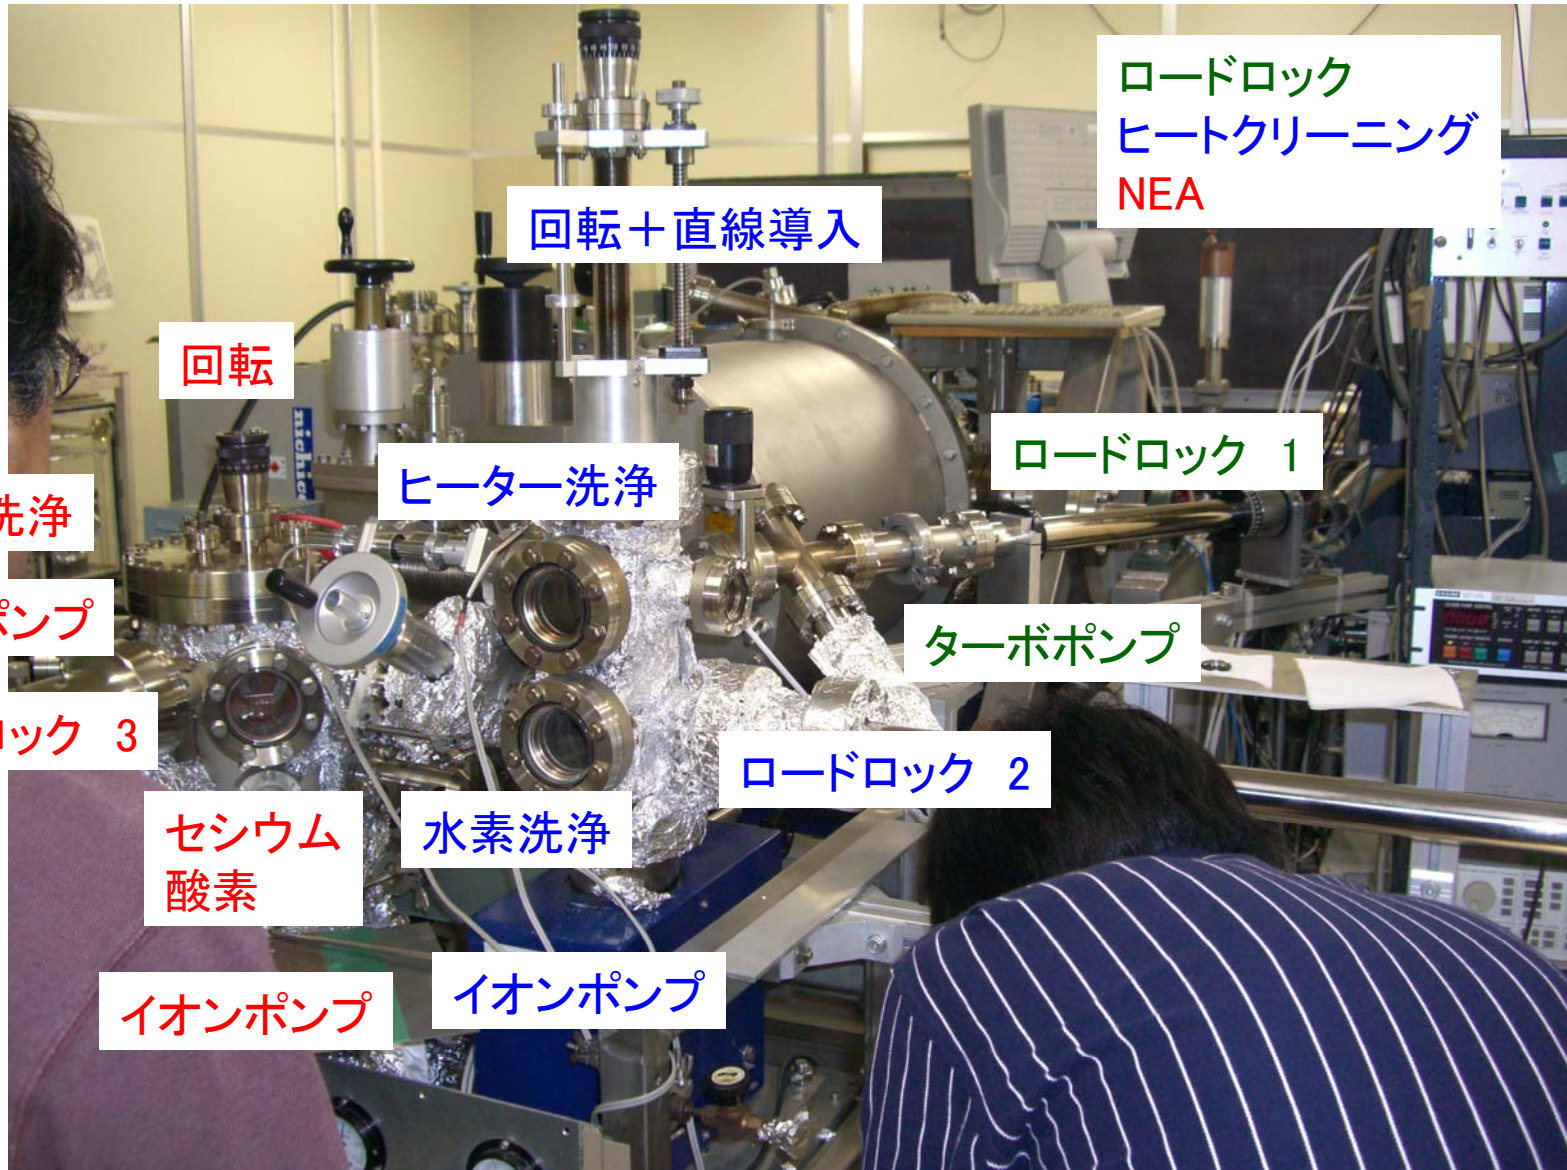 ロードロック
ヒートクリーニング
NEA
回転＋直線導入
回転
ロードロック 1
ヒーター洗浄
洗浄
ポンプ
ターボポンプ
ック 3
ロードロック 2
セシウム
酸素
水素洗浄
イオンポンプ
イオンポンプ
nichic